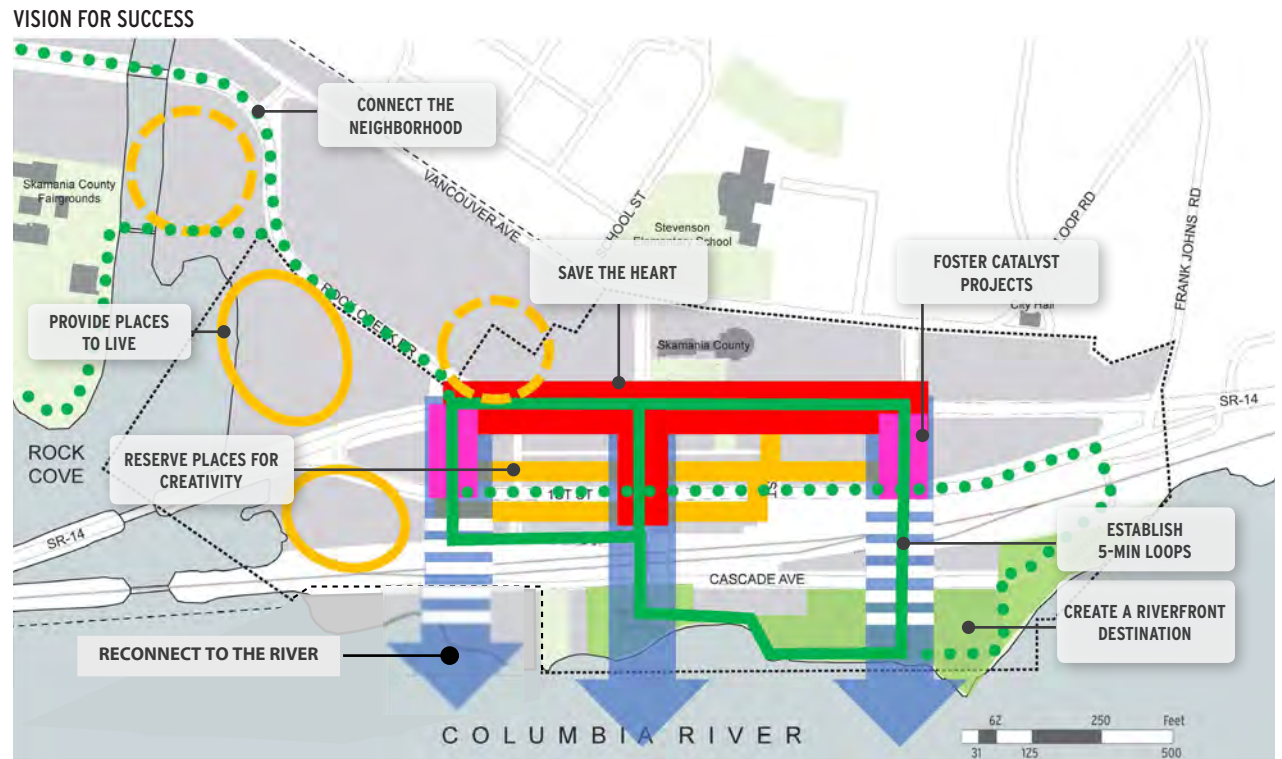 VISION FOR SUCCESS
CONNECT THE
NEIGHBORHOOD
Skamania County
Fairgrounds
VANCOUVER AVE
SCHOOL ST
Stevenson
Elementary School
LOOP RD
FRANK JOHNS RD
SAVE THE HEART
FOSTER CATALYST
PROJECTS
City Hall
PROVIDE PLACES
TO LIVE
ROCK CREEK DR
Skamania County
SR-14
ROCK
COVE
RESERVE PLACES FOR
CREATIVITY
1ST ST
ST
SR-14
ESTABLISH
5-MIN LOOPS
CASCADE AVE
CREATE A RIVERFRONT
DESTINATION
RECONNECT TO THE RIVER
COLUMBIA RIVER
62 250 Feet
31 125 500